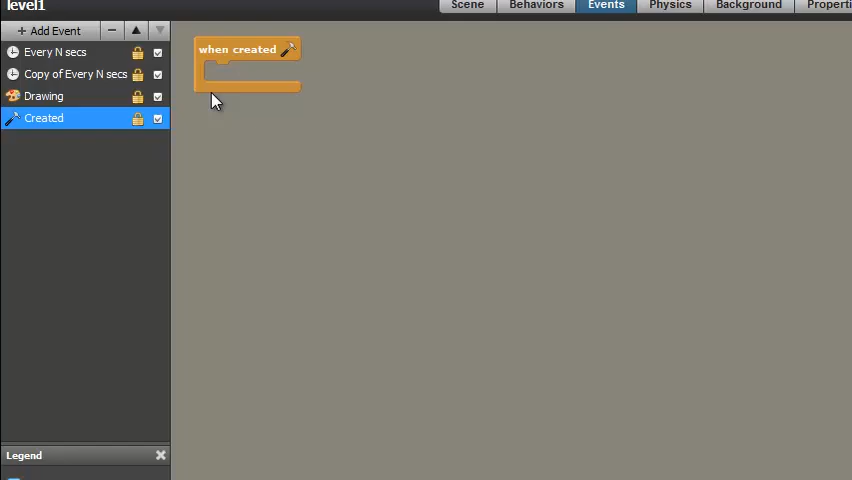 level1
Scene Behaviors Events Physics Background
+ Add Event
Every N secs
Copy of Every N secs
Drawing
Created
when created
Legend